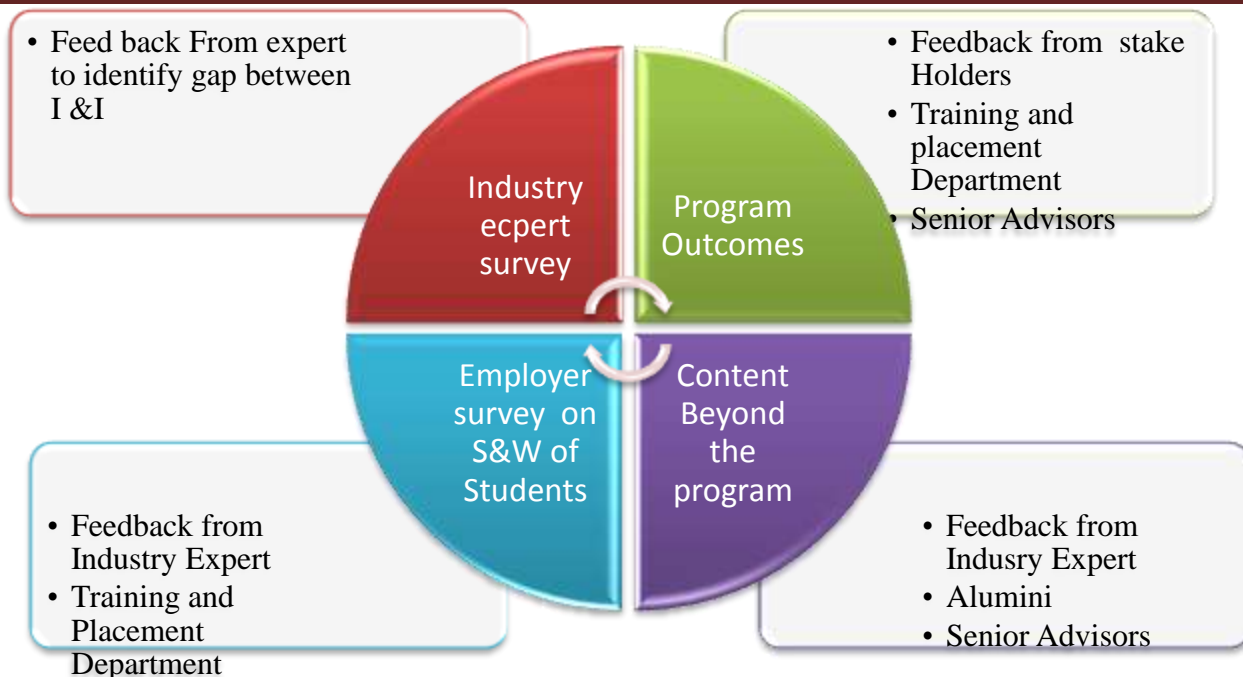 • Feed back From expert
to identify gap between
I &I
• Feedback from stake
Holders
• Training and
placement
Department
• Senior Advisors
Industry
ecpert
survey
Program
Outcomes
Employer
survey on
S&W of
Students
Content
Beyond
the
program
• Feedback from
Industry Expert
• Training and
Placement
Department
• Feedback from
Indusry Expert
• Alumini
• Senior Advisors